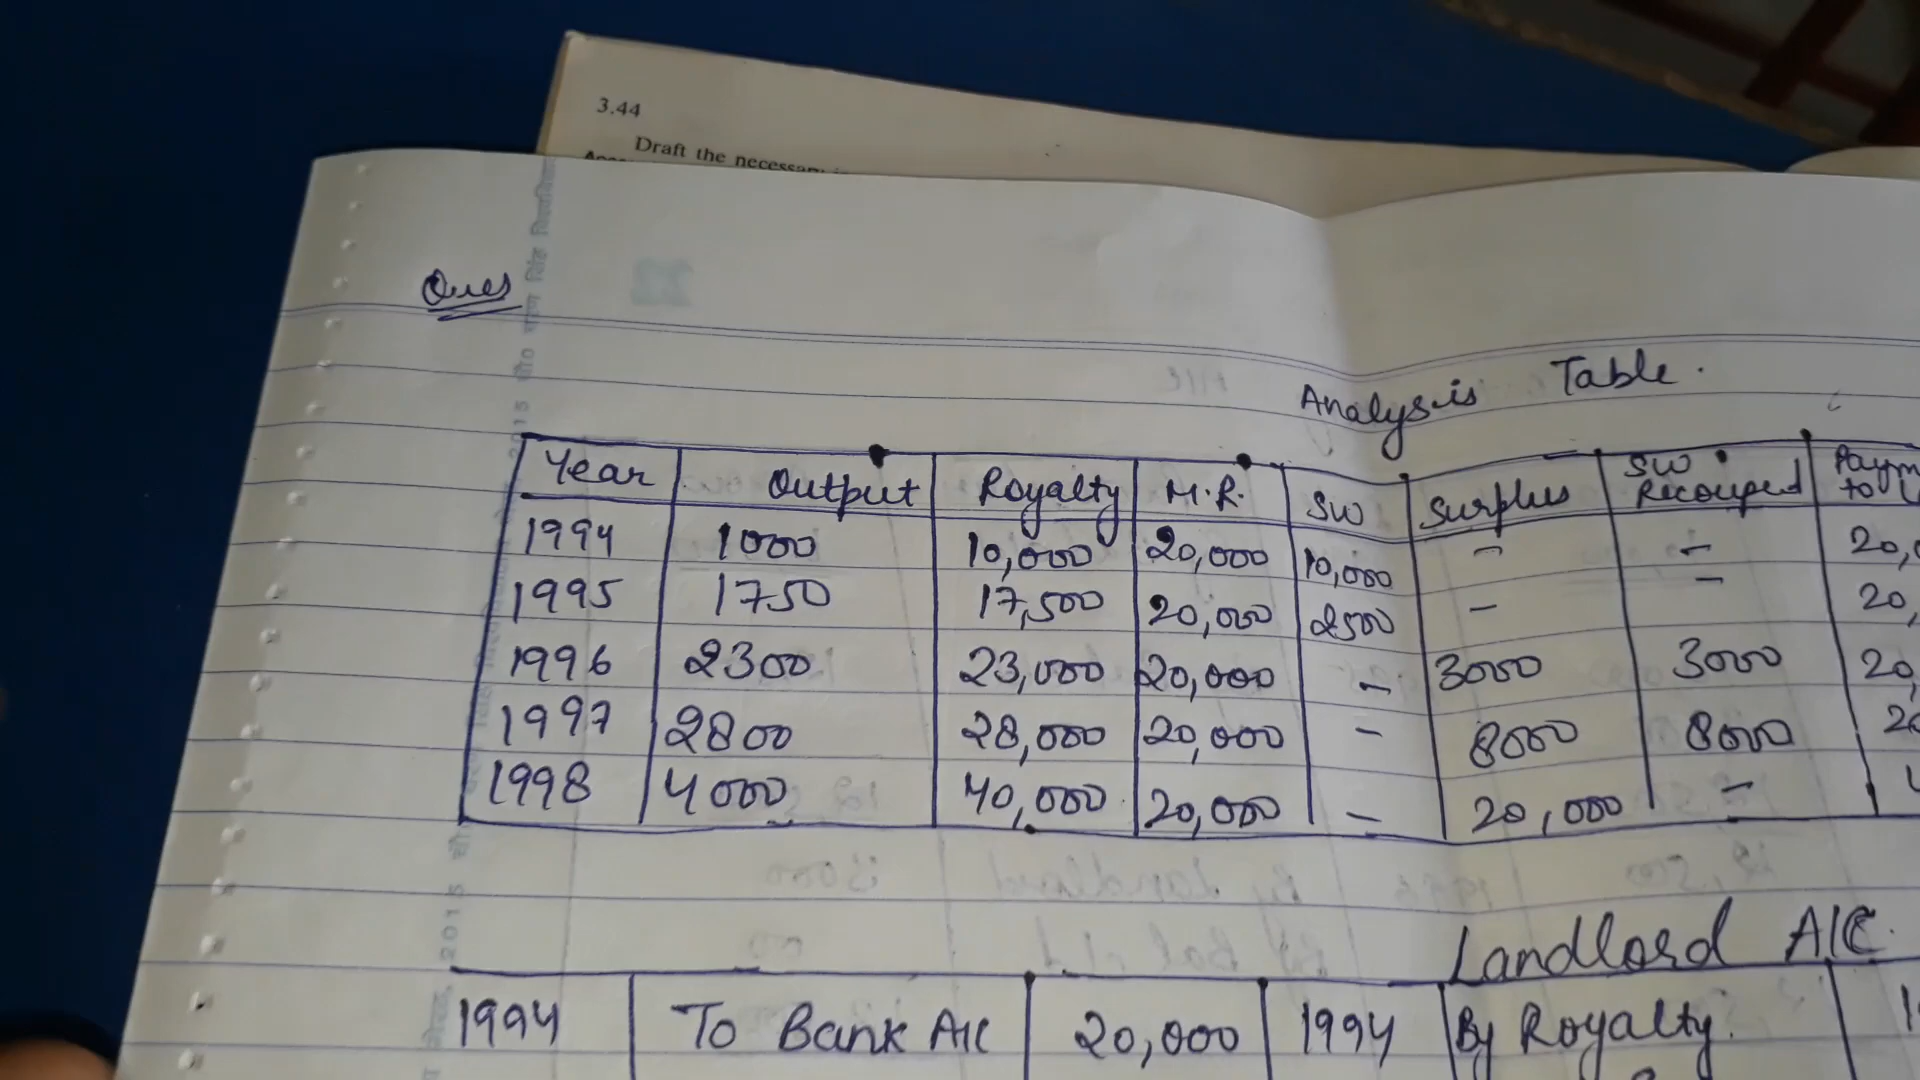 3.44
Draft the necessary
Ques
Analysis Table.
Year Output Royalty M.R. SW Surplus SW Recouped
1994 1000 10,000 20,000 10,000 - - 20,
1995 1750 17,500 20,000 2500 - - 20,
1996 2300 23,000 20,000 - 3000 3000 20,
1997 2800 28,000 20,000 - 8000 8000
1998 4000 40,000 20,000 - 20,000 -
Landlord A/C.
1994 To Bank A/C 20,000 1994 By Royalty.